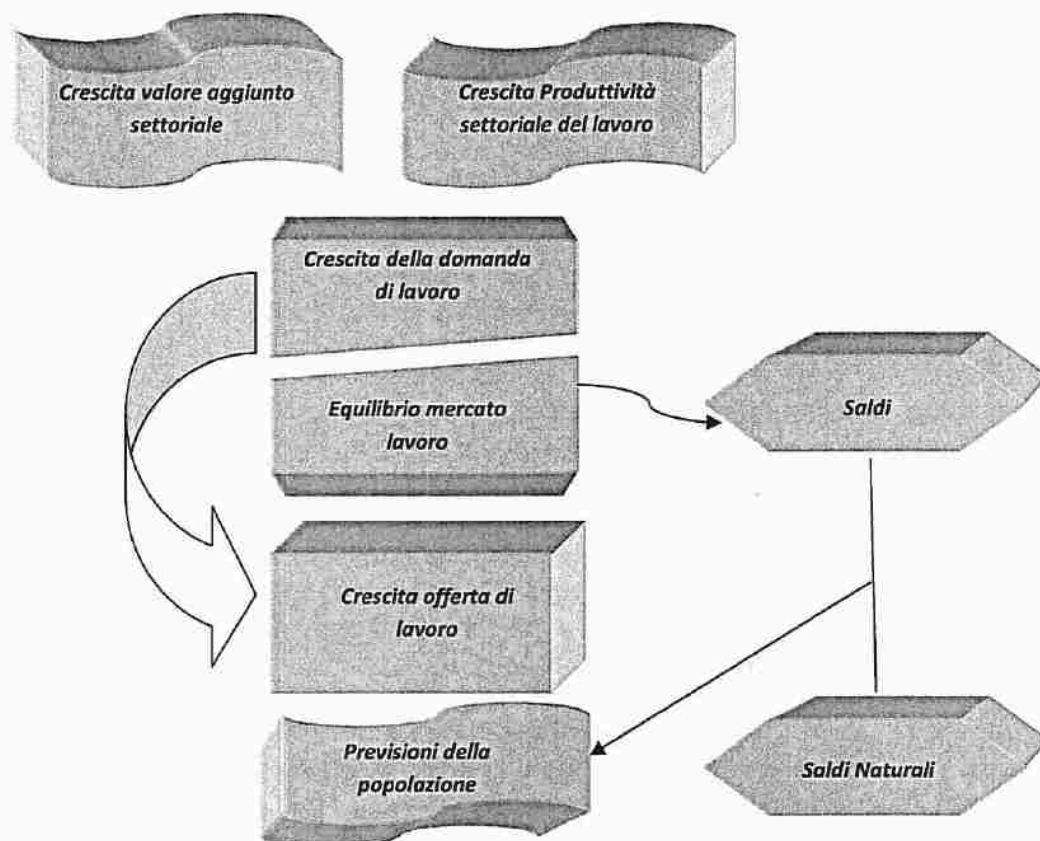 Crescita valore aggiunto
settoriale
Crescita Produttività
settoriale del lavoro
Crescita della domanda
di lavoro
Equilibrio mercato
lavoro
Saldi
Crescita offerta di
lavoro
Previsioni della
popolazione
Saldi Naturali